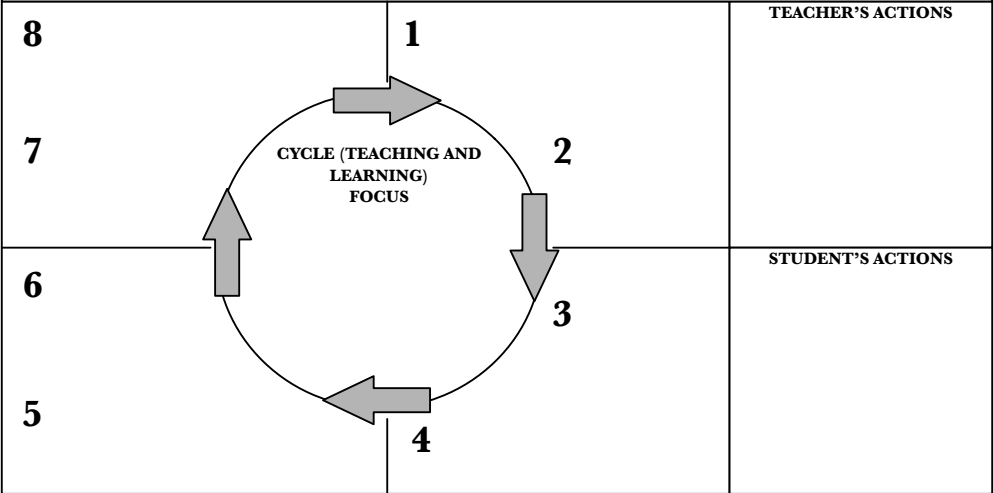 8
1
TEACHER’S ACTIONS
7
CYCLE (TEACHING AND
LEARNING)
FOCUS
2
6
3
STUDENT’S ACTIONS
5
4